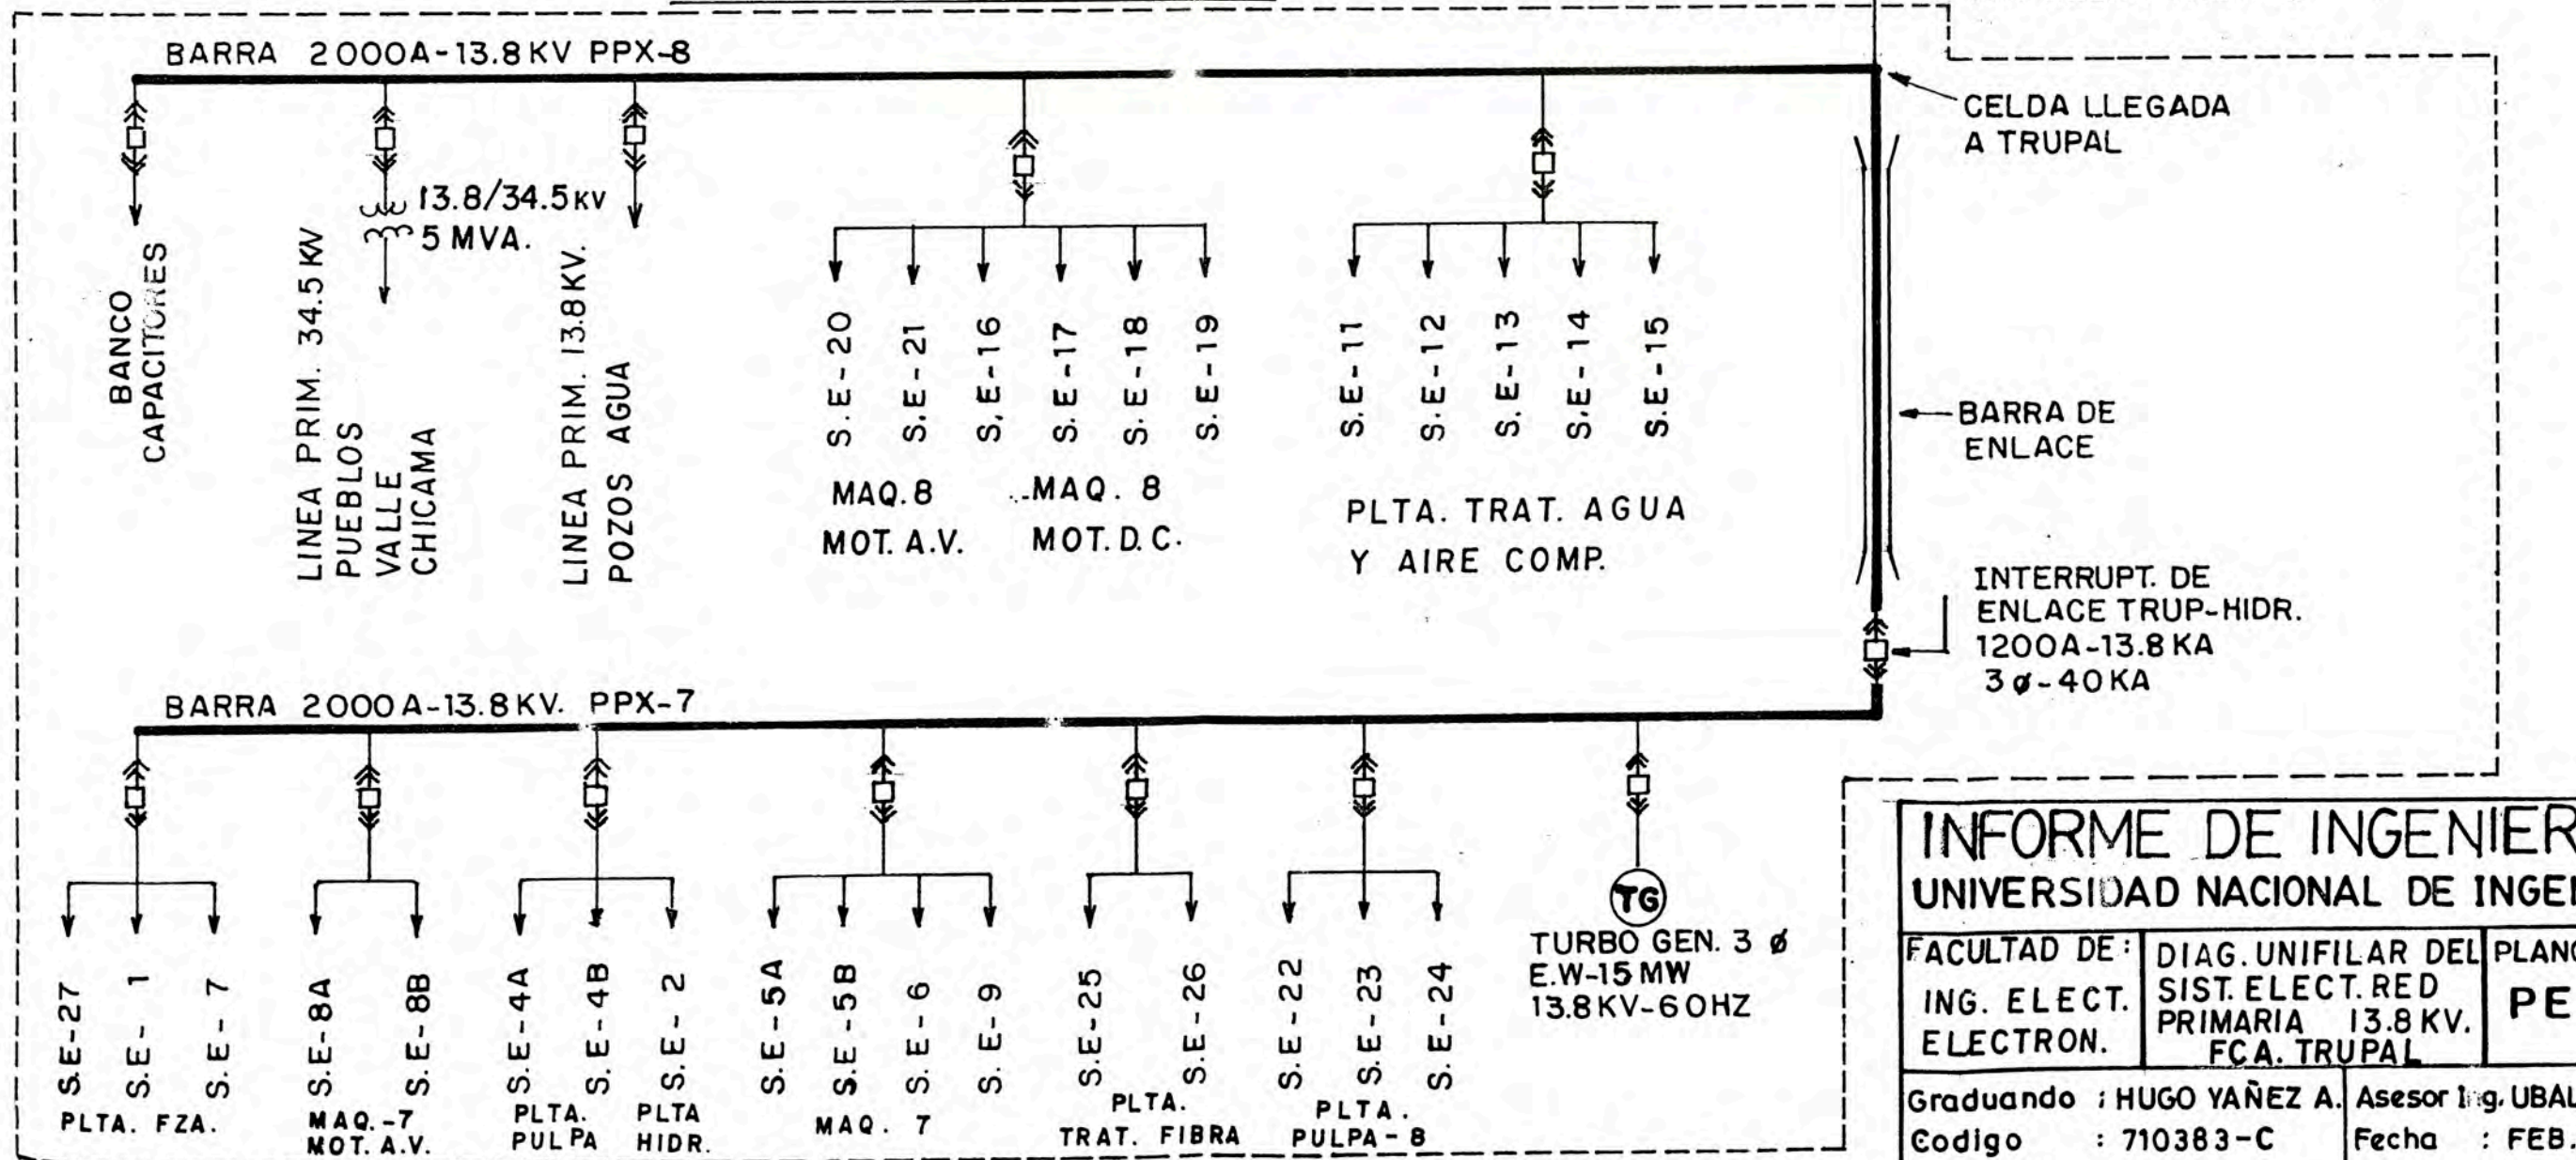 BARRA 2000A-13.8KV PPX-8
CELDA LLEGADA
A TRUPAL
13.8/34.5KV
5 MVA.
BANCO
CAPACITORES
LINEA PRIM. 34.5 KW
PUEBLOS
VALLE
CHICAMA
LINEA PRIM. 13.8KV.
POZOS AGUA
S.E-20
S.E-21
S.E-16
S.E-17
S.E-18
S.E-19
MAQ.8
MOT. A.V.
MAQ. 8
MOT. D.C.
S.E-11
S.E-12
S.E-13
S.E-14
S.E-15
PLTA. TRAT. AGUA
Y AIRE COMP.
BARRA DE
ENLACE
INTERRUPT. DE
ENLACE TRUP-HIDR.
1200A-13.8KA
3 ø-40KA
BARRA 2000A-13.8KV. PPX-7
S.E-27
S.E-1
S.E-7
PLTA. FZA.
S.E-8A
S.E-8B
MAQ.-7
MOT. A.V.
S.E-4A
S.E-4B
PLTA.
PULPA
S.E-2
PLTA
HIDR.
S.E-5A
S.E-5B
S.E-6
S.E-9
MAQ. 7
S.E-25
S.E-26
PLTA.
TRAT. FIBRA
S.E-22
S.E-23
S.E-24
PLTA.
PULPA-8
TG
TURBO GEN. 3 ø
E.W-15 MW
13.8KV-60HZ
INFORME DE INGENIER
UNIVERSIDAD NACIONAL DE INGE
FACULTAD DE:
ING. ELECT.
ELECTRON.
DIAG. UNIFILAR DEL
SIST. ELECT. RED
PRIMARIA 13.8 KV.
FCA. TRUPAL
PLAN
PE
Graduando : HUGO YAÑEZ A.
Codigo : 710383-C
Asesor Ing. UBAL
Fecha : FEB.